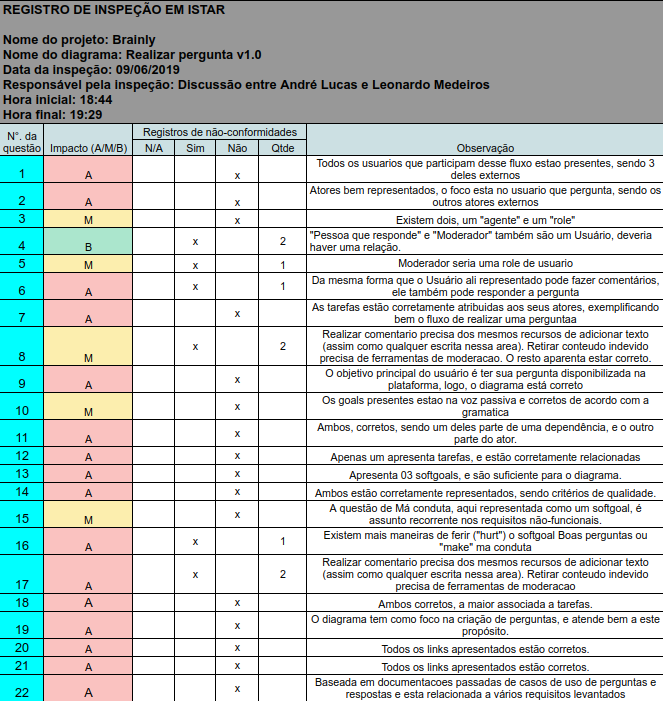 REGISTRO DE INSPEÇÃO EM ISTAR
Nome do projeto: Brainly
Nome do diagrama: Realizar pergunta v1.0
Data da inspeção: 09/06/2019
Responsável pela inspeção: Discussão entre André Lucas e Leonardo Medeiros
Hora inicial: 18:44
Hora final: 19:29
N°. da questão Impacto (A/M/B) Registros de não-conformidades Observação
N/A Sim Não Qtde
1 A x Todos os usuarios que participam desse fluxo estao presentes, sendo 3
deles externos
2 A x Atores bem representados, o foco esta no usuario que pergunta, sendo os
outros atores externos
3 M x Existem dois, um "agente" e um "role"
4 B x 2 "Pessoa que responde" e "Moderador" também são um Usuário, deveria
haver uma relação.
5 M x 1 Moderador seria uma role de usuario
6 A x 1 Da mesma forma que o Usuário ali representado pode fazer comentários,
ele também pode responder a pergunta
7 A x As tarefas estão corretamente atribuidas aos seus atores, exemplificando
bem o fluxo de realizar uma perguntaa
8 M x 2 Realizar comentario precisa dos mesmos recursos de adicionar texto
(assim como qualquer escrita nessa area). Retirar conteudo indevido
precisa de ferramentas de moderacao. O resto aparenta estar correto.
9 A x O objetivo principal do usuário é ter sua pergunta disponibilizada na
plataforma, logo, o diagrama está correto
10 M x Os goals presentes estao na voz passiva e corretos de acordo com a
gramatica
11 A x Ambos, corretos, sendo um deles parte de uma dependência, e o outro
parte do ator.
12 A x Apenas um apresenta tarefas, e estão corretamente relacionadas
13 A x Apresenta 03 softgoals, e são suficiente para o diagrama.
14 A x Ambos estão corretamente representados, sendo critérios de qualidade.
15 M x A questão de Má conduta, aqui representada como um softgoal, é
assunto recorrente nos requisitos não-funcionais.
16 A x 1 Existem mais maneiras de ferir ("hurt") o softgoal Boas perguntas ou
"make" ma conduta
17 A x 2 Realizar comentario precisa dos mesmos recursos de adicionar texto
(assim como qualquer escrita nessa area). Retirar conteudo indevido
precisa de ferramentas de moderacao
18 A x Ambos corretos, a maior associada a tarefas.
19 A x O diagrama tem como foco na criação de perguntas, e atende bem a este
propósito.
20 A x Todos os links apresentados estão corretos.
21 A x Todos os links apresentados estão corretos.
22 A x Baseada em documentacoes passadas de casos de uso de perguntas e
respostas e esta relacionada a vários requisitos levantados